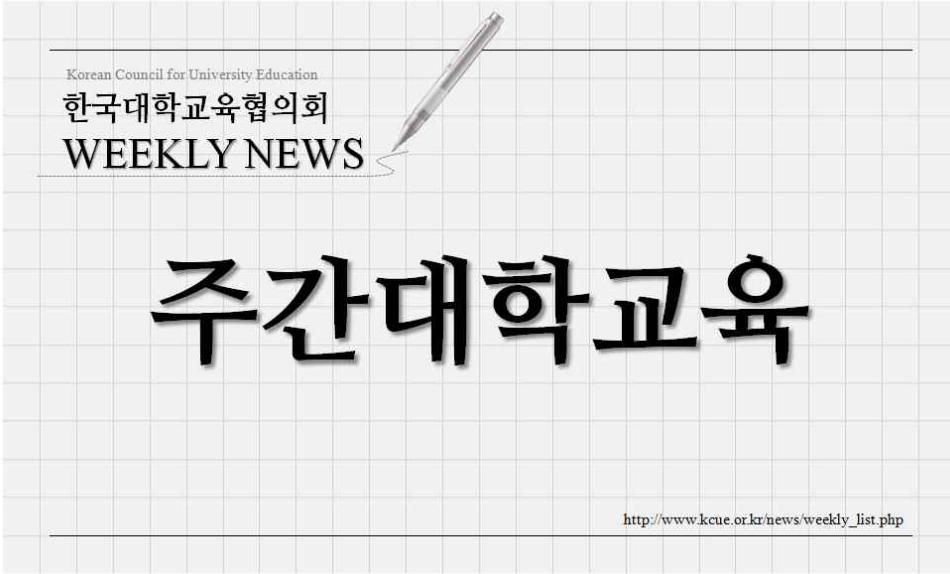 Korean Council for University Education
한국대학교육협의회
WEEKLY NEWS
주간대학교육
http://www.kcue.or.kr/news/weekly_list.php